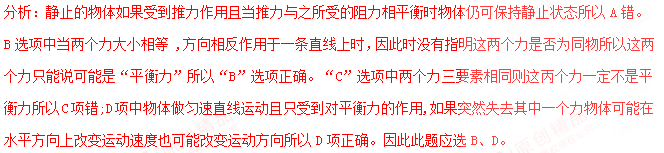 分析：静止的物体如果受到推力作用且当推力与之所受的阻力相平衡时物体仍可保持静止状态所以 A 错。
B 选项中当两个力大小相等 ,方向相反作用于一条直线上时，因此时没有指明这两个力是否为同物所以这两
个力只能说可能是“平衡力”所以“B”选项正确。“C”选项中两个力三要素相同则这两个力一定不是平
衡力所以C项错;D项中物体做匀速直线运动且只受到对平衡力的作用,如果突然失去其中一个力物体可能在
水平方向上改变运动速度也可能改变运动方向所以 D 项正确。因此此题应选 B、D。